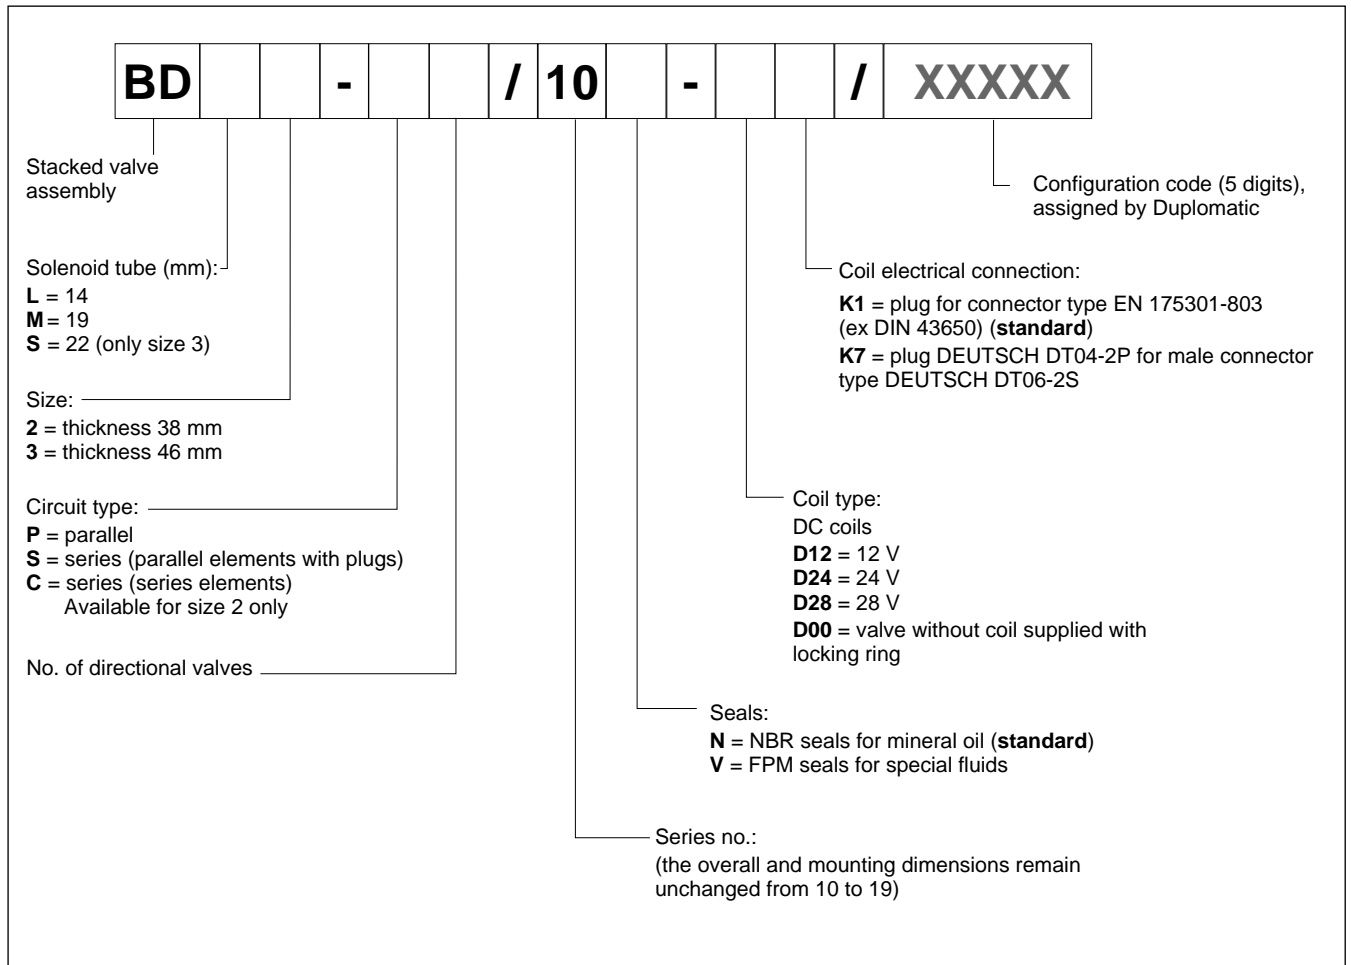 BD - / 10 - / XXXXX
Stacked valve
assembly
Configuration code (5 digits),
assigned by Duplomatic
Solenoid tube (mm):
L = 14
M = 19
S = 22 (only size 3)
Coil electrical connection:
K1 = plug for connector type EN 175301-803
(ex DIN 43650) (standard)
K7 = plug DEUTSCH DT04-2P for male connector
type DEUTSCH DT06-2S
Size:
2 = thickness 38 mm
3 = thickness 46 mm
Circuit type:
P = parallel
S = series (parallel elements with plugs)
C = series (series elements)
Available for size 2 only
Coil type:
DC coils
D12 = 12 V
D24 = 24 V
D28 = 28 V
D00 = valve without coil supplied with
locking ring
No. of directional valves
Seals:
N = NBR seals for mineral oil (standard)
V = FPM seals for special fluids
Series no.:
(the overall and mounting dimensions remain
unchanged from 10 to 19)